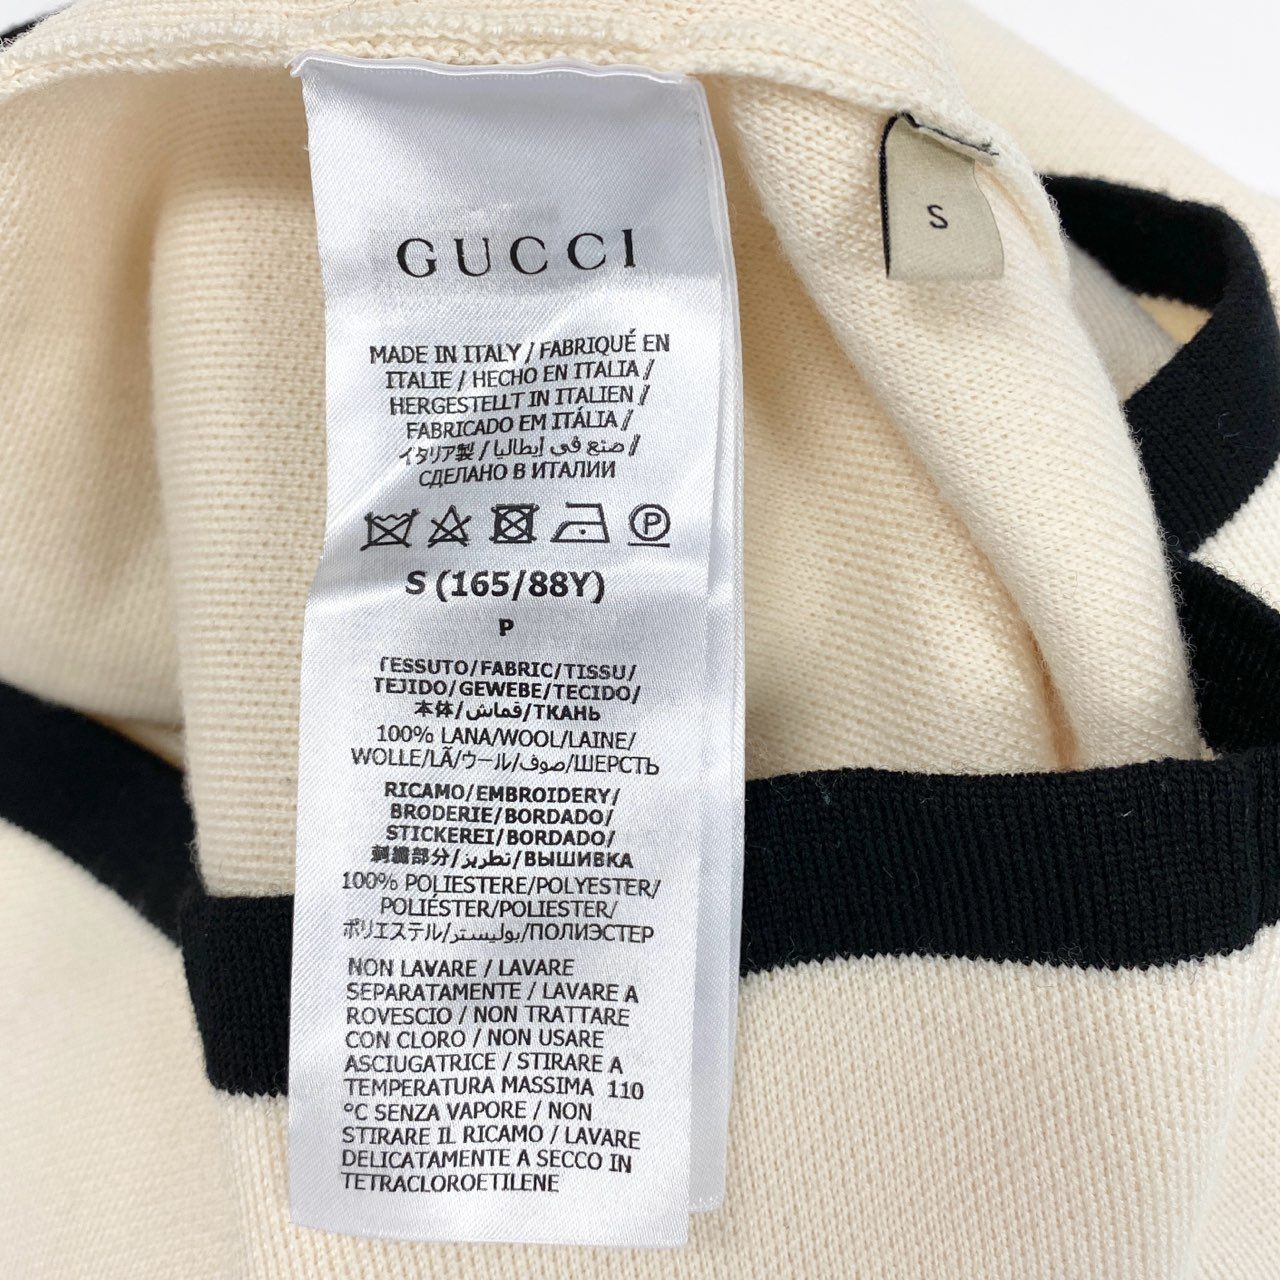 GUCCI
MADE IN ITALY / FABRIQUÉ EN
ITALIE / HECHO EN ITALIA /
HERGESTELLT IN ITALIEN /
FABRICADO EM ITÁLIA /
イタリア製 / صنع في إيطاليا /
СДЕЛАНО В ИТАЛИИ
P
S (165/88Y)
P
TESSUTO/FABRIC/TISSU/
TEJIDO/GEWEBE/TECIDO/
本体/قماش/ТКАНЬ
100% LANA/WOOL/LAINE/
WOLLE/LÃ/ウール/صوف/ШЕРСТЬ
RICAMO/EMBROIDERY/
BRODERIE/BORDADO/
STICKEREI/BORDADO/
刺繍部分/تطريز/ВЫШИВКА
100% POLIESTERE/POLYESTER/
POLIÉSTER/POLIESTER/
ポリエステル/بوليستر/ПОЛИЭСТЕР
NON LAVARE / LAVARE
SEPARATAMENTE / LAVARE A
ROVESCIO / NON TRATTARE
CON CLORO / NON USARE
ASCIUGATRICE / STIRARE A
TEMPERATURA MASSIMA 110
°C SENZA VAPORE / NON
STIRARE IL RICAMO / LAVARE
DELICATAMENTE A SECCO IN
TETRACLOROETILENE
S